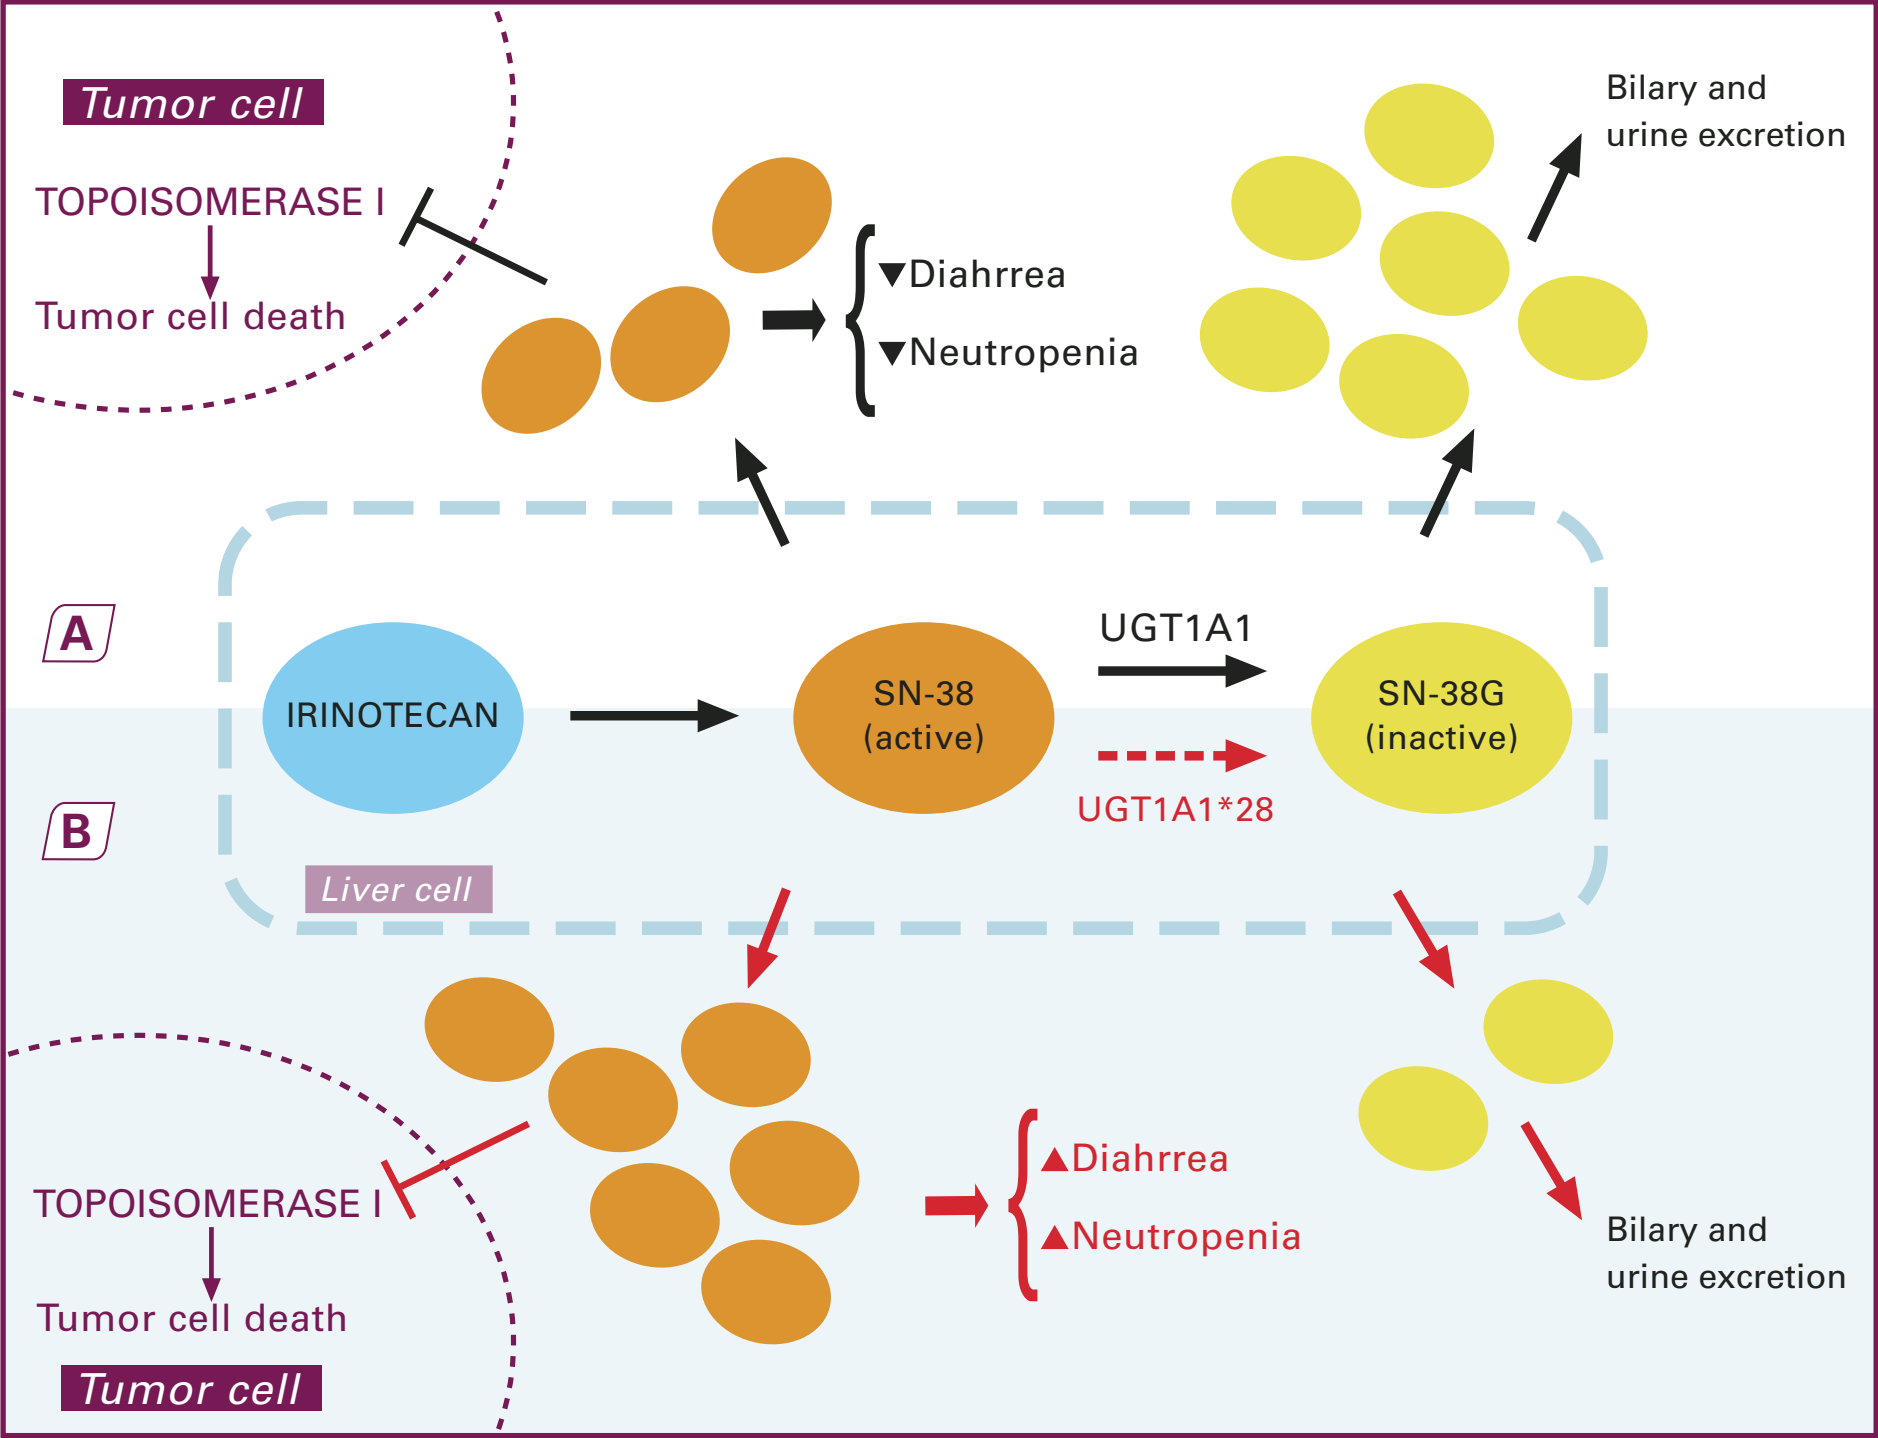 Tumor cell
TOPOISOMERASE I
Tumor cell death
▼Diahrrea
▼Neutropenia
Bilary and
urine excretion
A
IRINOTECAN
SN-38
(active)
UGT1A1
UGT1A1*28
SN-38G
(inactive)
B
Liver cell
TOPOISOMERASE I
Tumor cell death
Tumor cell
▲Diahrrea
▲Neutropenia
Bilary and
urine excretion